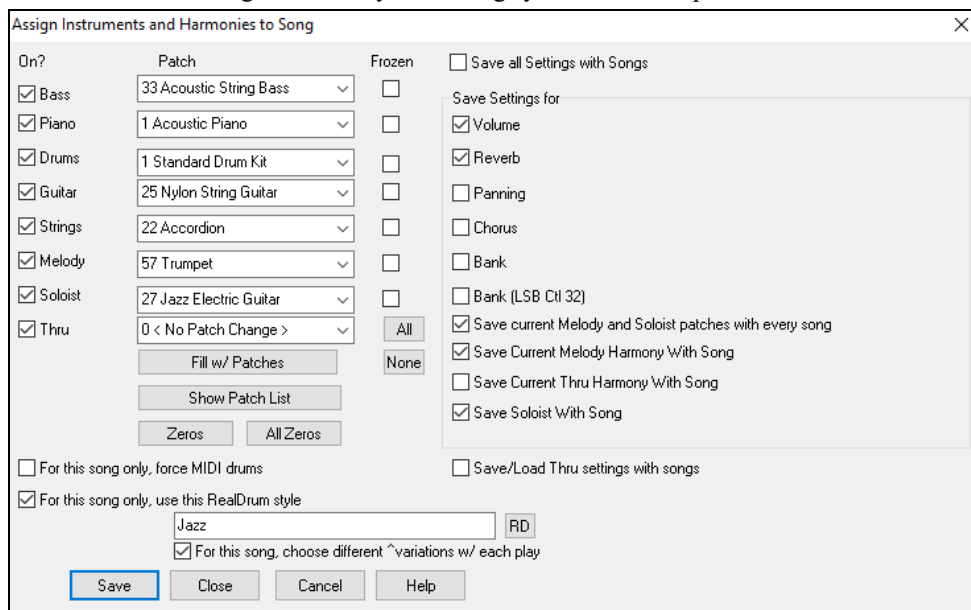 Assign Instruments and Harmonies to Song
On? Patch Frozen
Bass 33 Acoustic String Bass
Piano 1 Acoustic Piano
Drums 1 Standard Drum Kit
Guitar 25 Nylon String Guitar
Strings 22 Accordion
Melody 57 Trumpet
Soloist 27 Jazz Electric Guitar
Thru 0 < No Patch Change > All
Fill w/ Patches None
Show Patch List
Zeros All Zeros
Save all Settings with Songs
Save Settings for
Volume
Reverb
Panning
Chorus
Bank
Bank (LSB Ctl 32)
Save current Melody and Soloist patches with every song
Save Current Melody Harmony With Song
Save Current Thru Harmony With Song
Save Soloist With Song
For this song only, force MIDI drums
Save/Load Thru settings with songs
For this song only, use this RealDrum style
Jazz RD
For this song, choose different ^variations w/ each play
Save Close Cancel Help